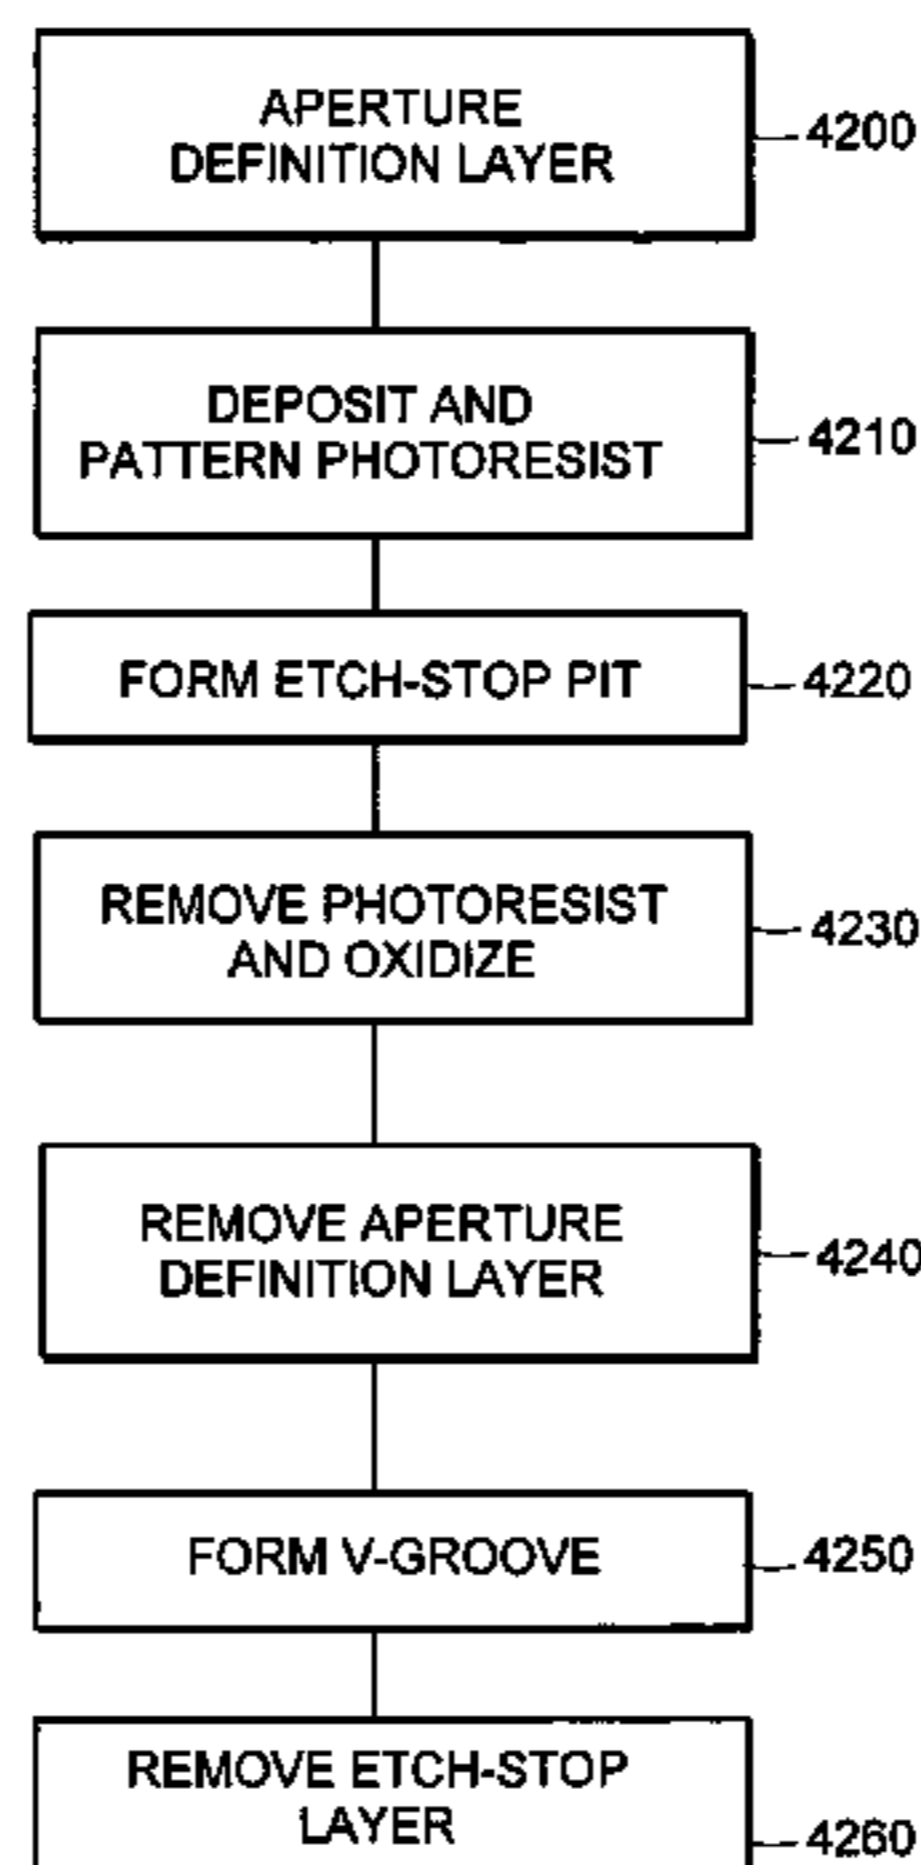 APERTURE
DEFINITION LAYER
4200
DEPOSIT AND
PATTERN PHOTORESIST
4210
FORM ETCH-STOP PIT
4220
REMOVE PHOTORESIST
AND OXIDIZE
4230
REMOVE APERTURE
DEFINITION LAYER
4240
FORM V-GROOVE
4250
REMOVE ETCH-STOP
LAYER
4260